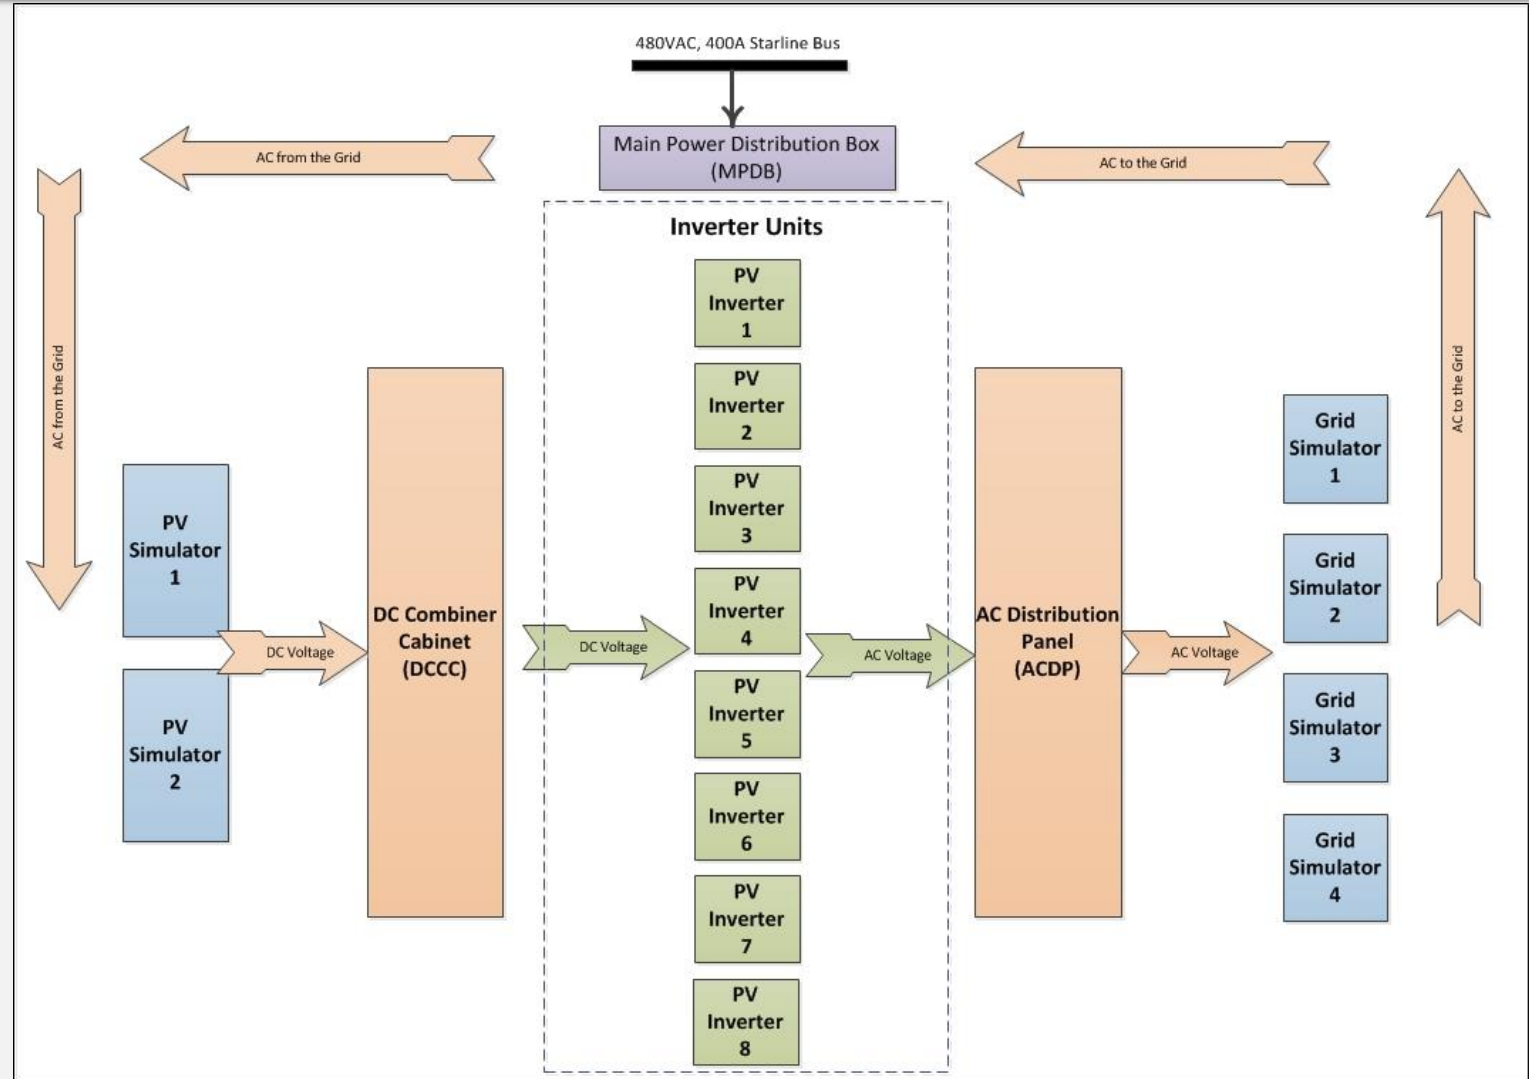 480VAC, 400A Starline Bus
Main Power Distribution Box
(MPDB)
AC from the Grid
AC to the Grid
AC from the Grid
AC to the Grid
Inverter Units
PV
Inverter
1
PV
Inverter
2
PV
Inverter
3
PV
Inverter
4
PV
Inverter
5
PV
Inverter
6
PV
Inverter
7
PV
Inverter
8
PV
Simulator
1
PV
Simulator
2
DC Voltage
DC Combiner
Cabinet
(DCCC)
DC Voltage
AC Voltage
AC Distribution
Panel
(ACDP)
AC Voltage
Grid
Simulator
1
Grid
Simulator
2
Grid
Simulator
3
Grid
Simulator
4